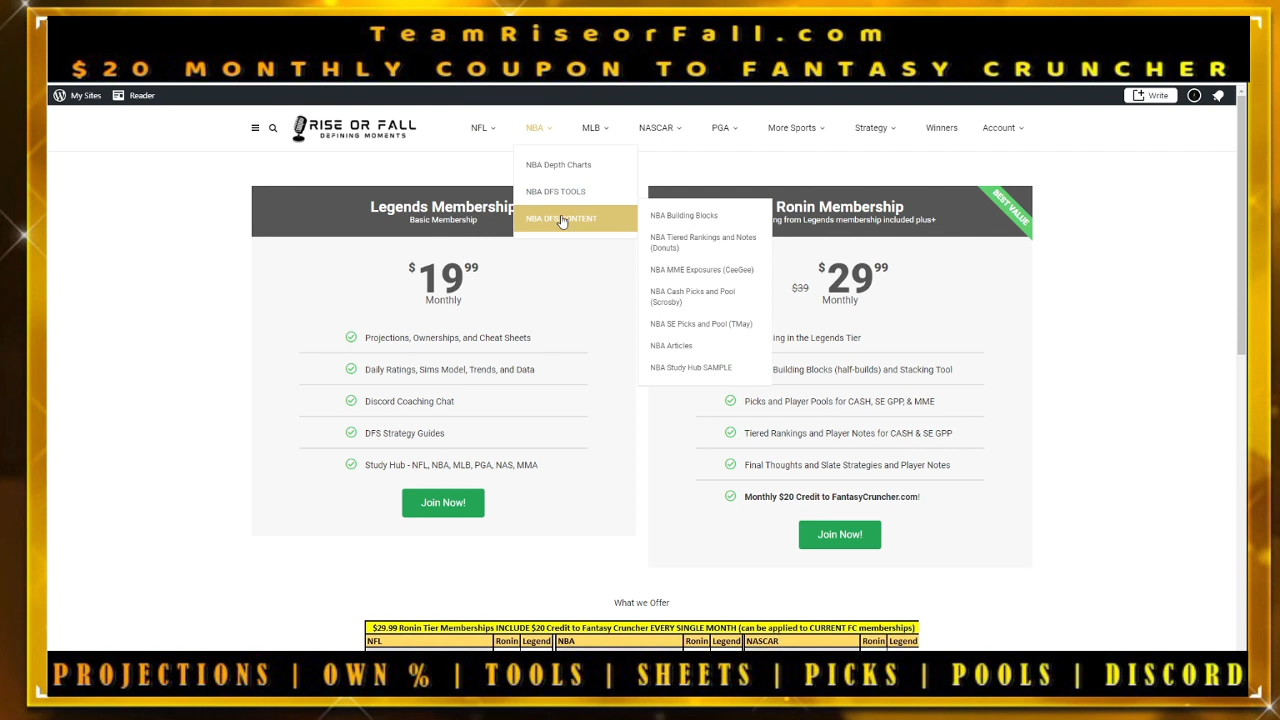 TeamRiseorFall.com
$20 MONTHLY COUPON TO FANTASY CRUNCHER
My Sites Reader Write
RISE OR FALL
DEFINING MOMENTS
NFL NBA MLB NASCAR PGA More Sports Strategy Winners Account
NBA Depth Charts
NBA DFS TOOLS
NBA DFS CONTENT
NBA Building Blocks
NBA Tiered Rankings and Notes
(Donuts)
NBA MME Exposures (CeeGee)
NBA Cash Picks and Pool
(Scrosby)
NBA SE Picks and Pool (TMay)
NBA Articles
NBA Study Hub SAMPLE
Legends Membership
Basic Membership
$19.99
Monthly
Projections, Ownerships, and Cheat Sheets
Daily Ratings, Sims Model, Trends, and Data
Discord Coaching Chat
DFS Strategy Guides
Study Hub - NFL, NBA, MLB, PGA, NAS, MMA
Join Now!
Ronin Membership
ng from Legends membership included plus+
BEST VALUE
$39 $29.99
Monthly
ing in the Legends Tier
Building Blocks (half-builds) and Stacking Tool
Picks and Player Pools for CASH, SE GPP, & MME
Tiered Rankings and Player Notes for CASH & SE GPP
Final Thoughts and Slate Strategies and Player Notes
Monthly $20 Credit to FantasyCruncher.com!
Join Now!
What we Offer
$29.99 Ronin Tier Memberships INCLUDE $20 Credit to Fantasy Cruncher EVERY SINGLE MONTH (can be applied to CURRENT FC memberships)
NFL Ronin Legend NBA Ronin Legend NASCAR Ronin Legend
PROJECTIONS | OWN % | TOOLS | SHEETS | PICKS | POOLS | DISCORD